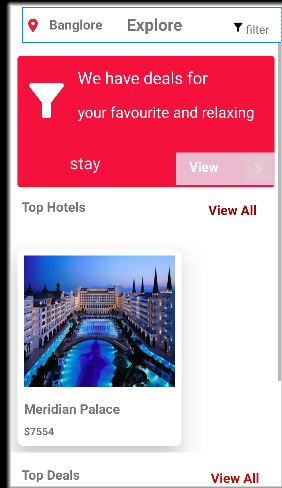 Banglore Explore filter
We have deals for
your favourite and relaxing
stay
View
Top Hotels View All
Meridian Palace
$7554
Top Deals View All